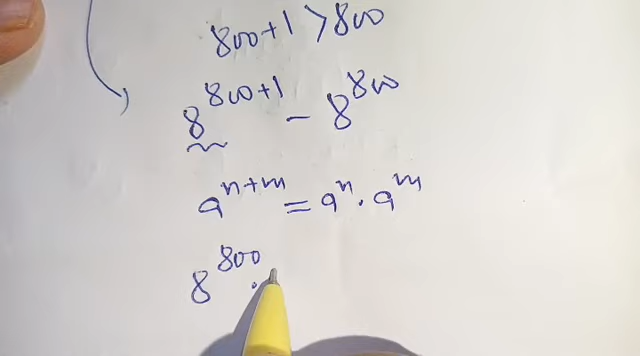 800+1 > 800
8^{800+1} - 8^{800}
a^{n+m} = a^n · a^m
8^{800} ·